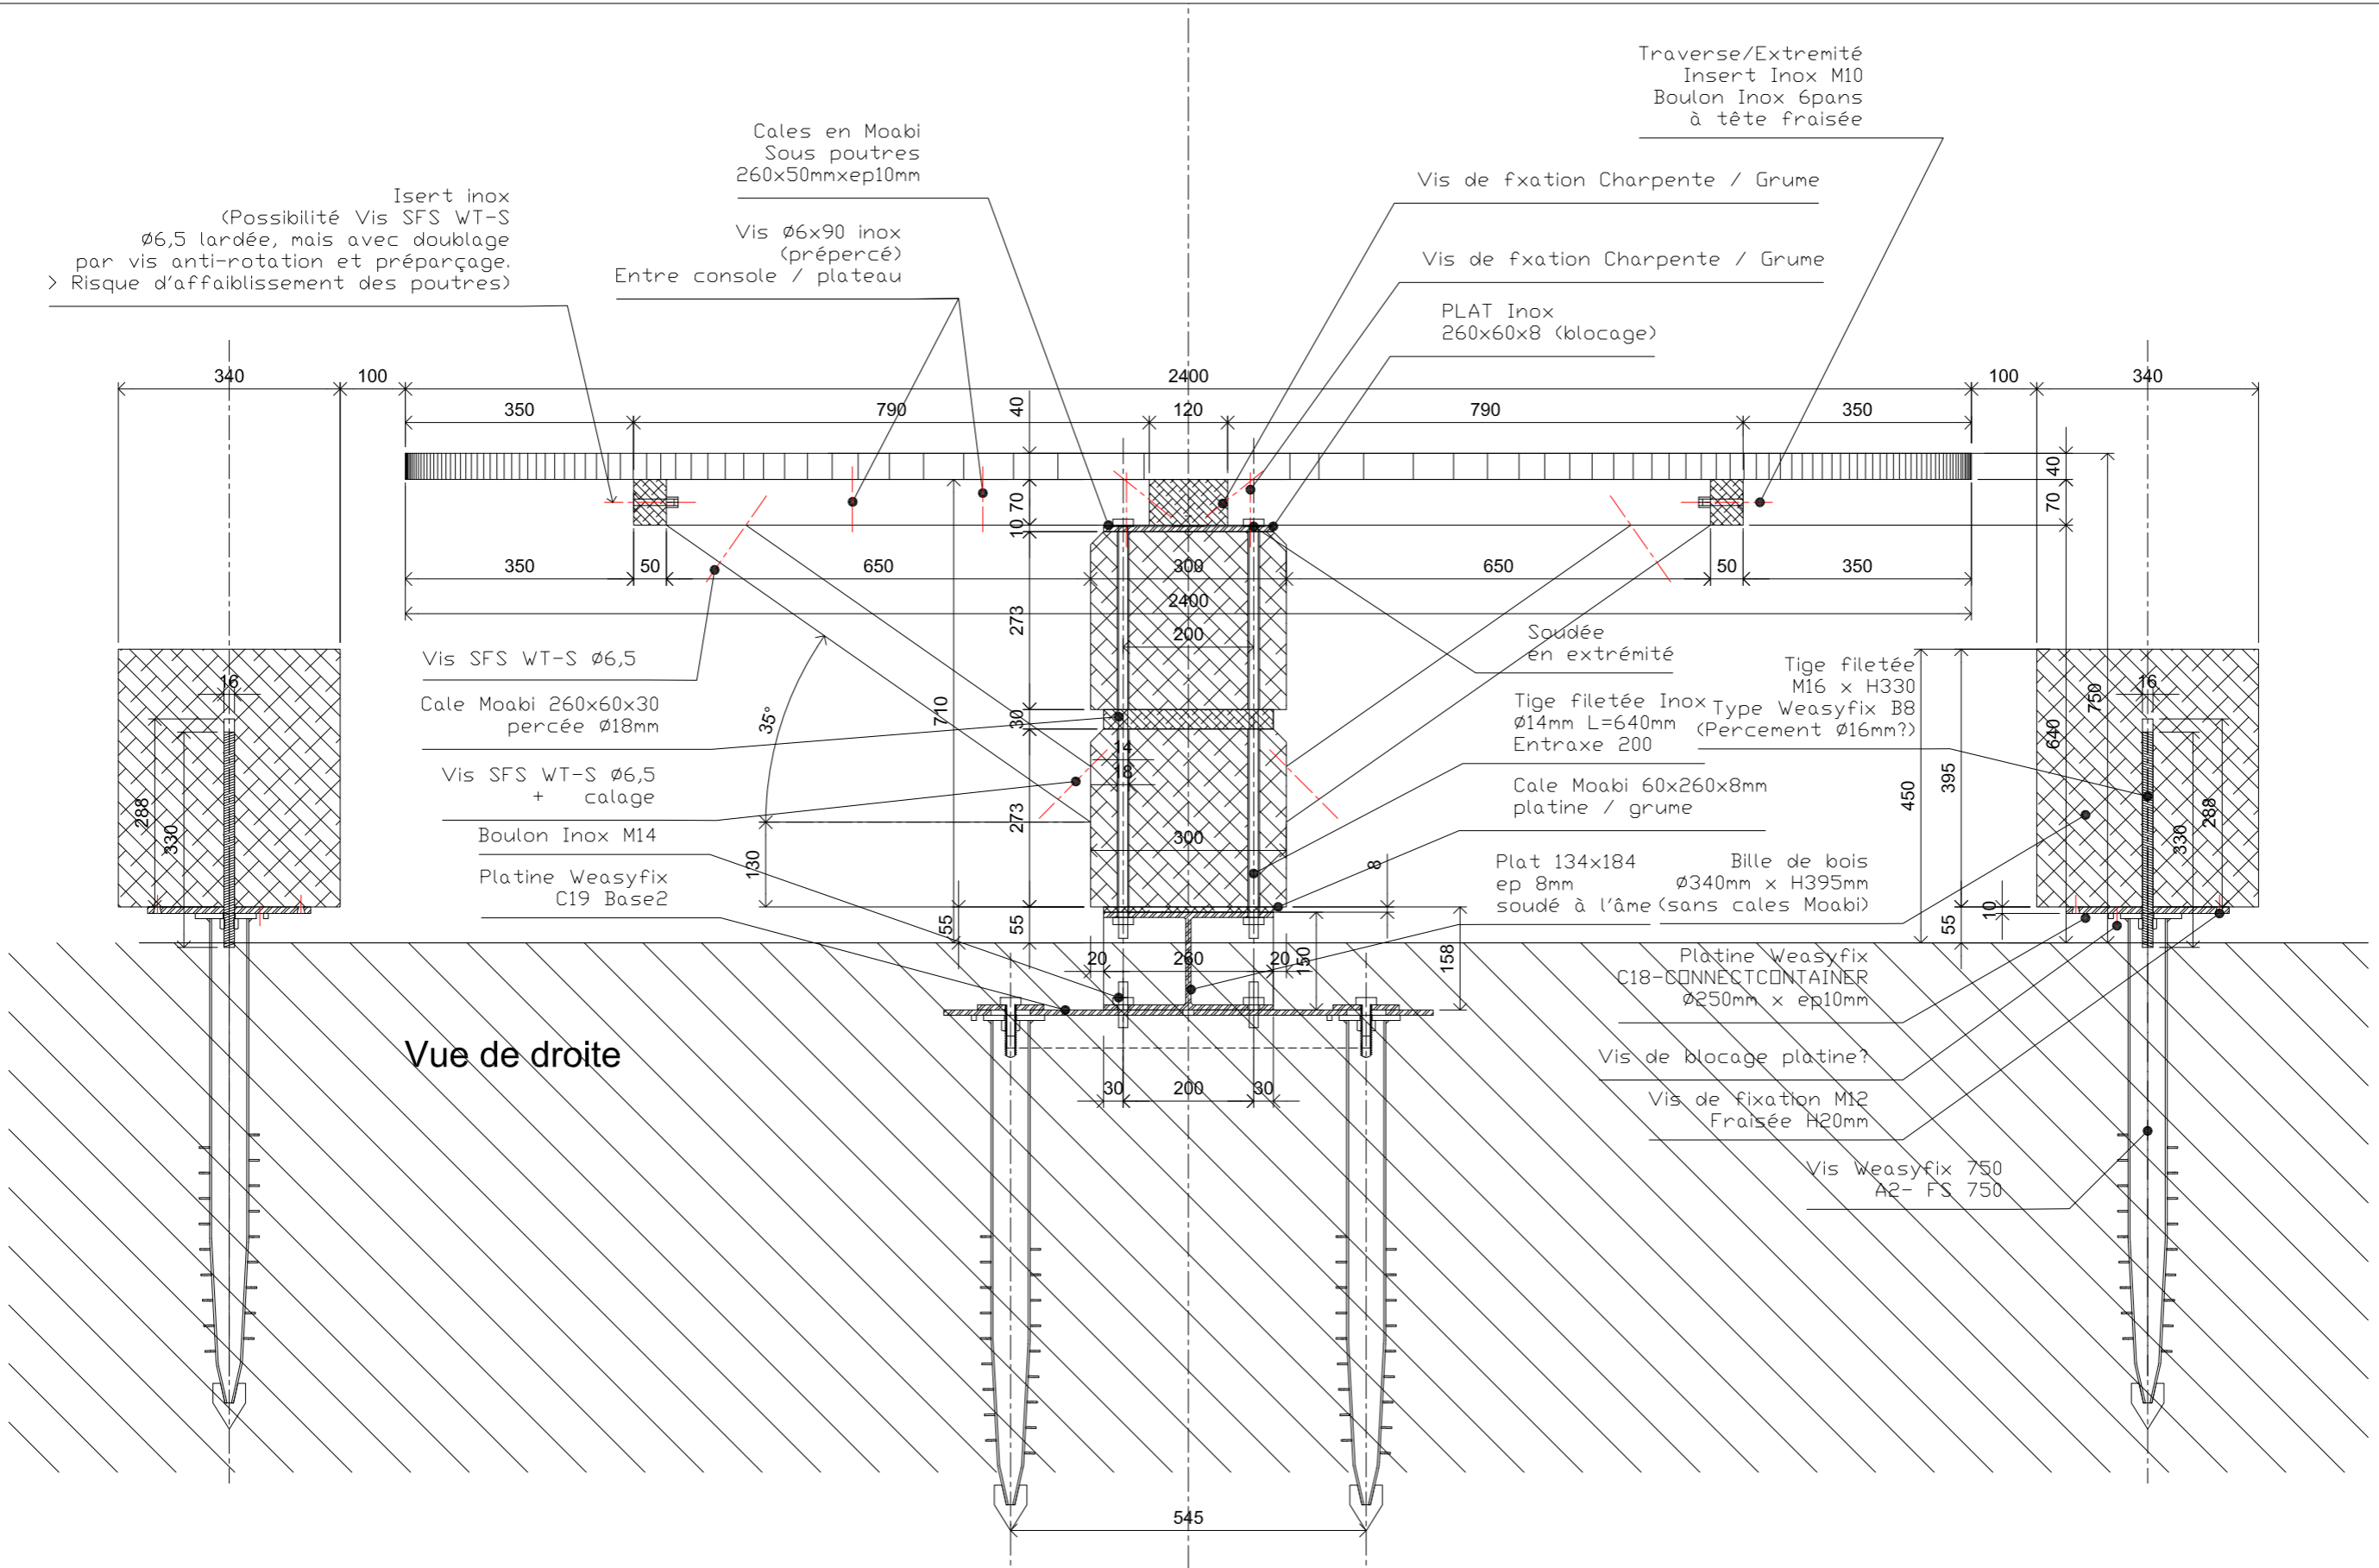 Traverse/Extremité
Insert Inox M10
Boulon Inox 6pans
à tête fraisée
Cales en Moabi
Sous poutres
260x50mmxep10mm
Vis de fxation Charpente / Grume
Isert inox
(Possibilité Vis SFS WT-S
Ø6,5 lardée, mais avec doublage
par vis anti-rotation et préparçage.
> Risque d'affaiblissement des poutres)
Vis Ø6x90 inox
(prépercé)
Entre console / plateau
Vis de fxation Charpente / Grume
PLAT Inox
260x60x8 (blocage)
340 100 2400 100 340
350 790 40 120 790 350
40
70
70
10
350 50 650 300 650 50 350
2400
273
200
Soudée
en extrémité
Vis SFS WT-S Ø6,5
Tige filetée
M16 x H330
Type Weasyfix B8
(Percement Ø16mm?)
16
16
Cale Moabi 260x60x30
percée Ø18mm
Tige filetée Inox
Ø14mm L=640mm
Entraxe 200
35°
710
30
640
750
14
18
Vis SFS WT-S Ø6,5
+ calage
Cale Moabi 60x260x8mm
platine / grume
288
330
273
450
395
330
288
Boulon Inox M14
300
130
8
Platine Weasyfix
C19 Base2
Plat 134x184
ep 8mm
soudé à l'âme
Bille de bois
Ø340mm x H395mm
(sans cales Moabi)
55
55
10
55
20 260 20
150
158
Platine Weasyfix
C18-CONNECTCONTAINER
Ø250mm x ep10mm
Vue de droite
Vis de blocage platine?
30 200 30
Vis de fixation M12
Fraisée H20mm
Vis Weasyfix 750
A2- FS 750
545